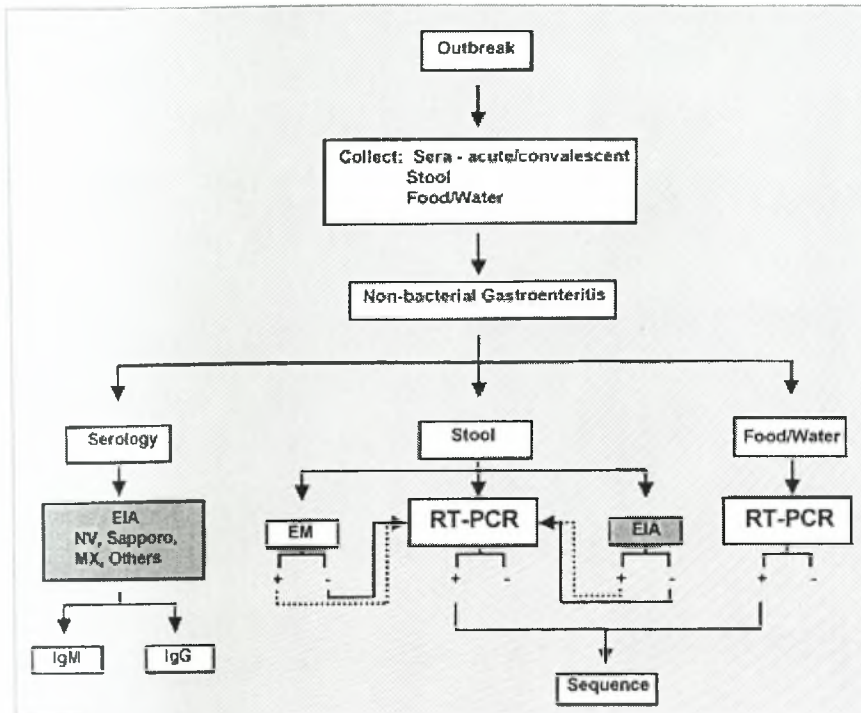 Outbreak
Collect: Sera - acute/convalescent
Stool
Food/Water
Non-bacterial Gastroenteritis
Serology
Stool
Food/Water
EIA
NV, Sapporo,
MX, Others
EM
RT-PCR
EIA
RT-PCR
+ - + - + - + -
IgM
IgG
Sequence